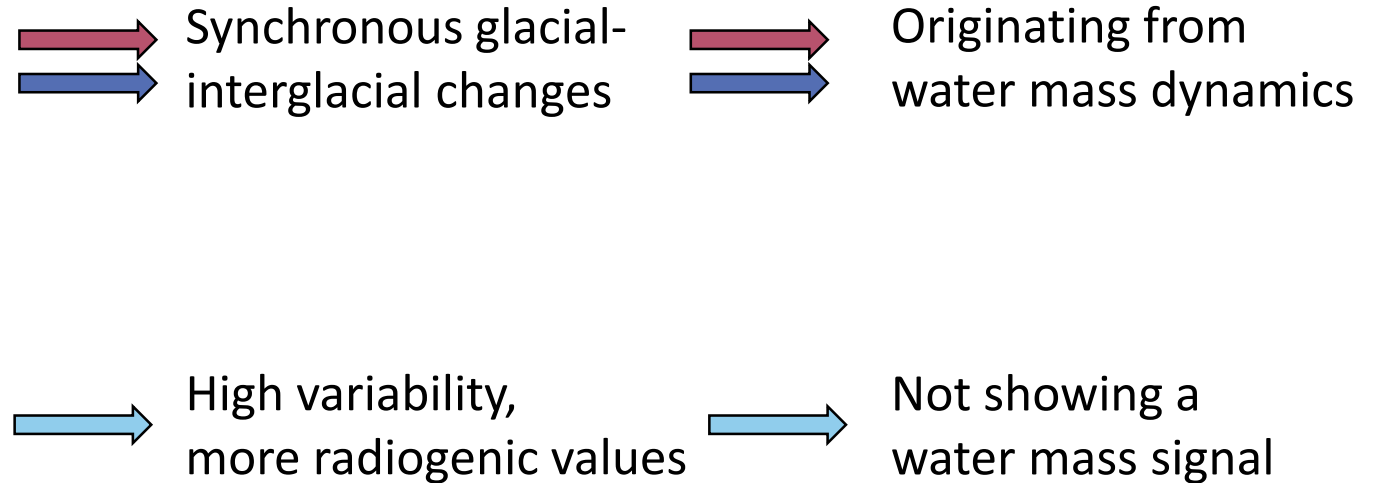 Synchronous glacial-
interglacial changes
Originating from
water mass dynamics
High variability,
more radiogenic values
Not showing a
water mass signal